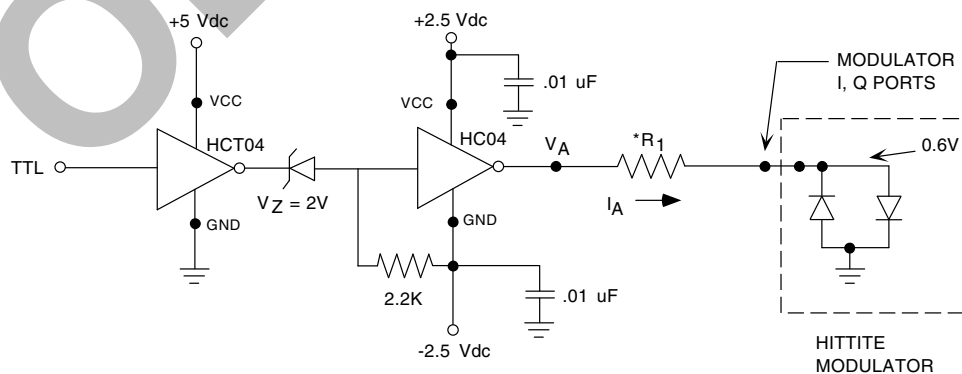 +5 Vdc
+2.5 Vdc
.01 uF
MODULATOR
I, Q PORTS
VCC
VCC
HCT04
HC04
VA
*R1
0.6V
TTL
VZ = 2V
IA
GND
GND
2.2K
.01 uF
-2.5 Vdc
HITTITE
MODULATOR